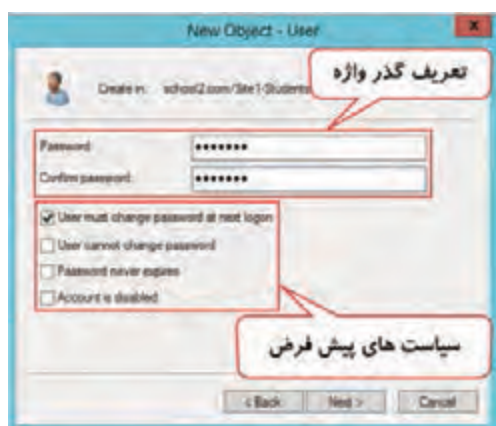 New Object - User
تعریف گذر واژه
Create in: school2.com/Site1-Students
Password:
•••••••
Confirm password:
•••••••
User must change password at next logon
User cannot change password
Password never expires
Account is disabled
سیاست های پیش فرض
< Back
Next >
Cancel